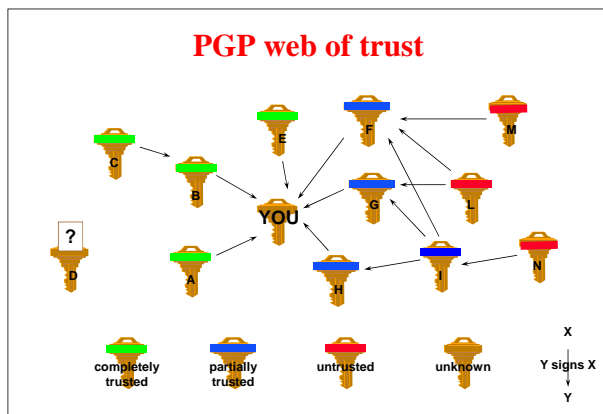 PGP web of trust
E
F
M
C
B
YOU
G
L
?
D
A
H
I
N
completely
trusted
partially
trusted
untrusted
unknown
X
Y signs X
Y